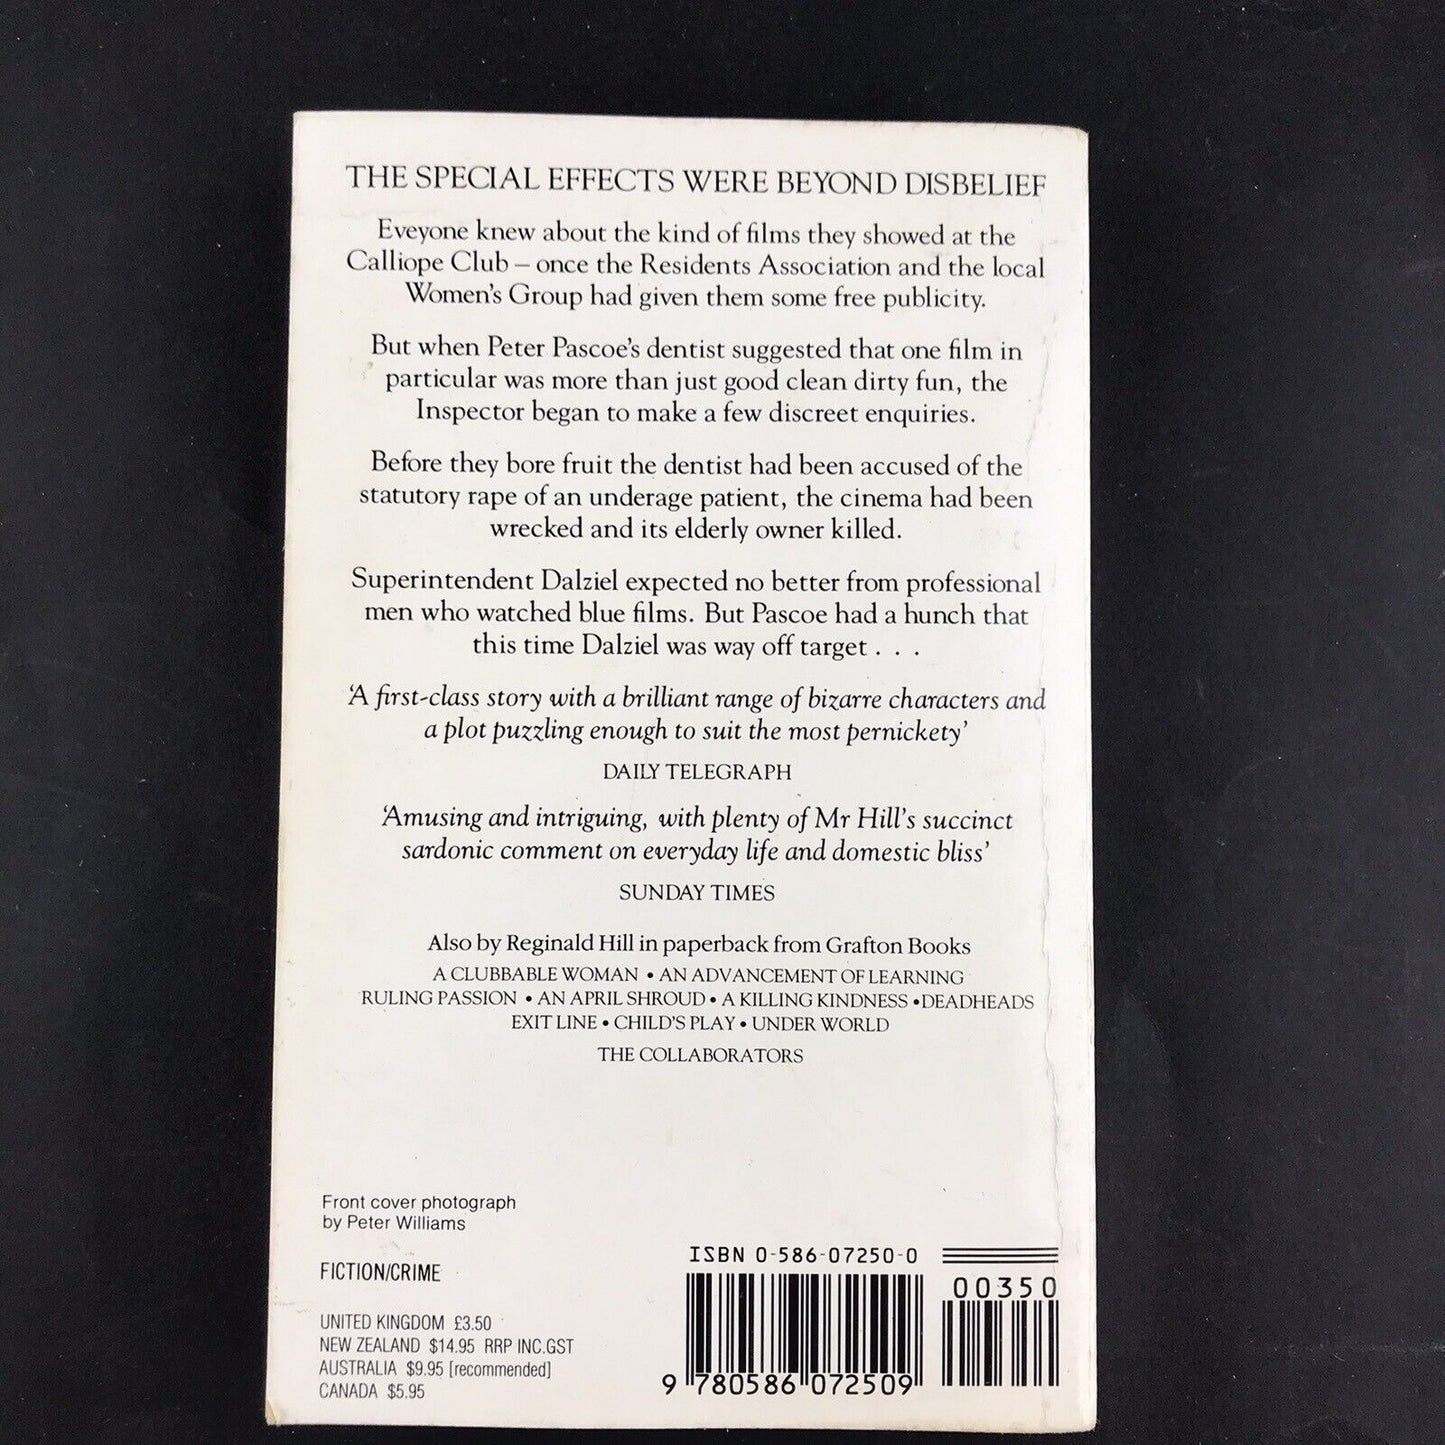 THE SPECIAL EFFECTS WERE BEYOND DISBELIEF
Eveyone knew about the kind of films they showed at the
Calliope Club – once the Residents Association and the local
Women's Group had given them some free publicity.
But when Peter Pascoe's dentist suggested that one film in
particular was more than just good clean dirty fun, the
Inspector began to make a few discreet enquiries.
Before they bore fruit the dentist had been accused of the
statutory rape of an underage patient, the cinema had been
wrecked and its elderly owner killed.
Superintendent Dalziel expected no better from professional
men who watched blue films. But Pascoe had a hunch that
this time Dalziel was way off target . . .
'A first-class story with a brilliant range of bizarre characters and
a plot puzzling enough to suit the most pernickety'
DAILY TELEGRAPH
'Amusing and intriguing, with plenty of Mr Hill's succinct
sardonic comment on everyday life and domestic bliss'
SUNDAY TIMES
Also by Reginald Hill in paperback from Grafton Books
A CLUBBABLE WOMAN • AN ADVANCEMENT OF LEARNING
RULING PASSION • AN APRIL SHROUD • A KILLING KINDNESS • DEADHEADS
EXIT LINE • CHILD'S PLAY • UNDER WORLD
THE COLLABORATORS
Front cover photograph
by Peter Williams
FICTION/CRIME
UNITED KINGDOM £3.50
NEW ZEALAND $14.95 RRP INC.GST
AUSTRALIA $9.95 [recommended]
CANADA $5.95
ISBN 0-586-07250-0
00350
9 780586 072509